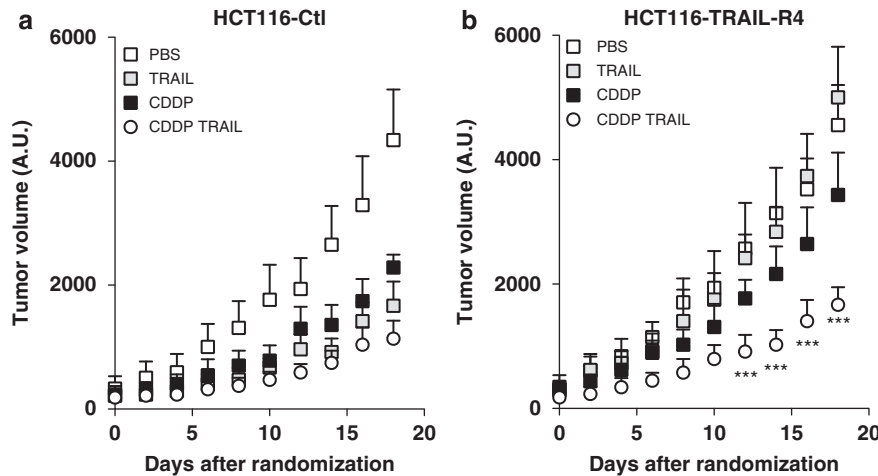 a
HCT116-Ctl
6000
4000
2000
0
Tumor volume (A.U.)
PBS
TRAIL
CDDP
CDDP TRAIL
0 5 10 15 20
Days after randomization
b
HCT116-TRAIL-R4
6000
4000
2000
0
Tumor volume (A.U.)
PBS
TRAIL
CDDP
CDDP TRAIL
***
***
***
***
0 5 10 15 20
Days after randomization